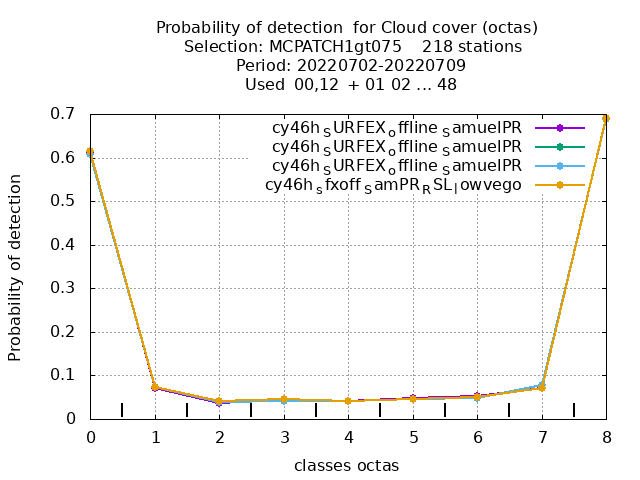 Probability of detection  for Cloud cover (octas)
Selection: MCPATCH1gt075    218 stations
Period: 20220702-20220709
Used  00,12  + 01 02 ... 48
0.7
cy46h_SURFEX_offline_SamuelPR
cy46h_SURFEX_offline_SamuelPR
0.6
cy46h_SURFEX_offline_SamuelPR
cy46h_sfxoff_SamPR_RSL_lowvego
0.5
0.4
0.3
0.2
0.1
0
Probability of detection
0 1 2 3 4 5 6 7 8
classes octas